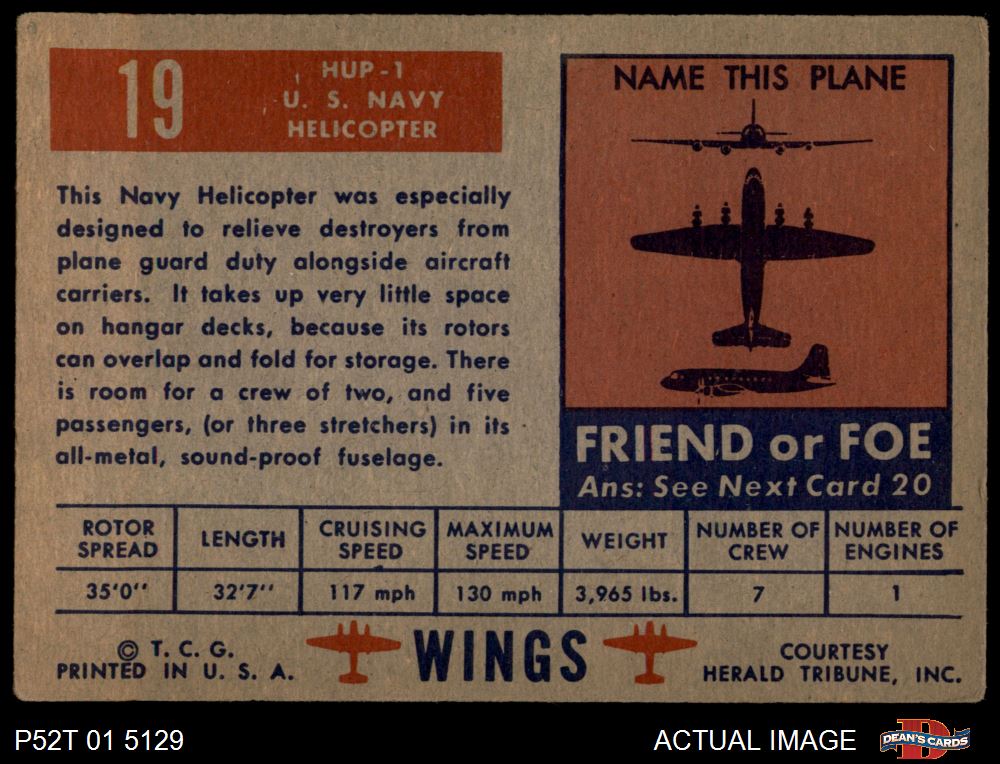 19
HUP-1
U. S. NAVY
HELICOPTER
This Navy Helicopter was especially
designed to relieve destroyers from
plane guard duty alongside aircraft
carriers. It takes up very little space
on hangar decks, because its rotors
can overlap and fold for storage. There
is room for a crew of two, and five
passengers, (or three stretchers) in its
all-metal, sound-proof fuselage.
NAME THIS PLANE
FRIEND or FOE
Ans: See Next Card 20
ROTOR SPREAD LENGTH CRUISING SPEED MAXIMUM SPEED WEIGHT NUMBER OF CREW NUMBER OF ENGINES
35'0'' 32'7'' 117 mph 130 mph 3,965 lbs. 7 1
© T. C. G.
PRINTED IN U. S. A.
WINGS
COURTESY
HERALD TRIBUNE, INC.
P52T 01 5129
ACTUAL IMAGE
D
DEAN'S CARDS